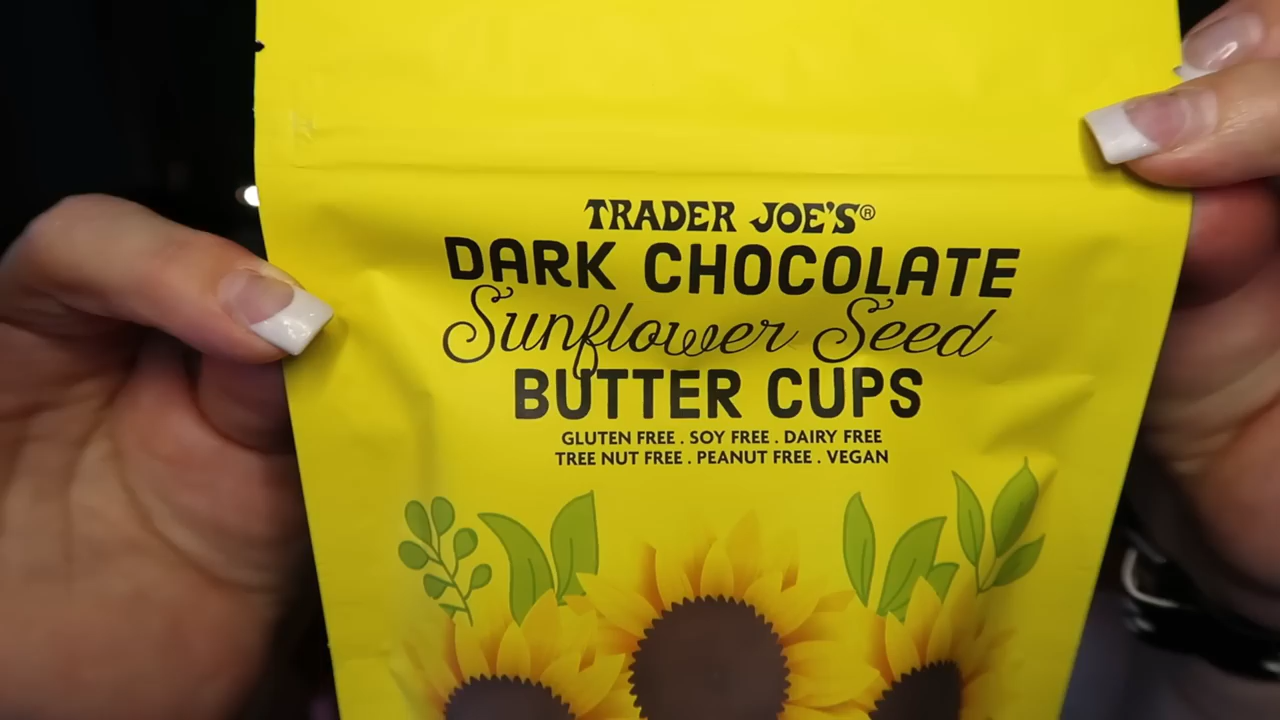 TRADER JOE'S®
DARK CHOCOLATE
Sunflower Seed
BUTTER CUPS
GLUTEN FREE . SOY FREE . DAIRY FREE
TREE NUT FREE . PEANUT FREE . VEGAN